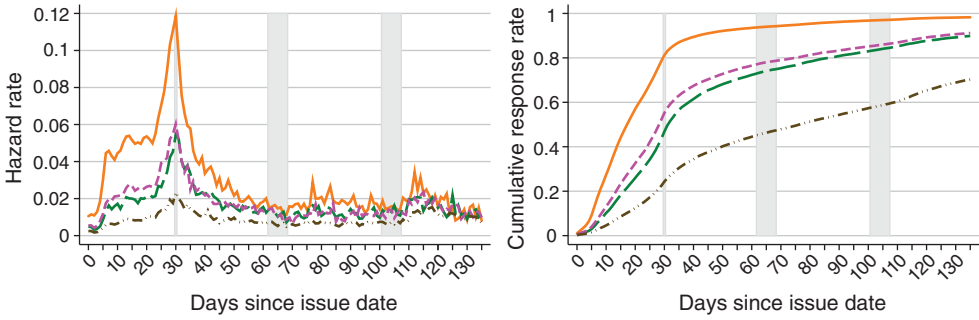 0.12
0.1
0.08
0.06
0.04
0.02
0
Hazard rate
0 10 20 30 40 50 60 70 80 90 100 110 120 130
Days since issue date
1
0.8
0.6
0.4
0.2
0
Cumulative response rate
0 10 20 30 40 50 60 70 80 90 100 110 120 130
Days since issue date